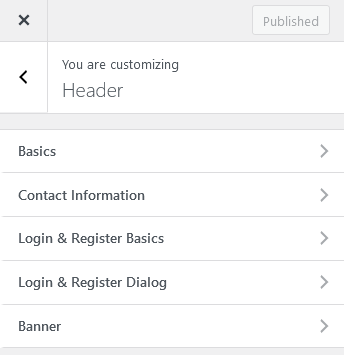 Published
You are customizing
Header
Basics
Contact Information
Login & Register Basics
Login & Register Dialog
Banner